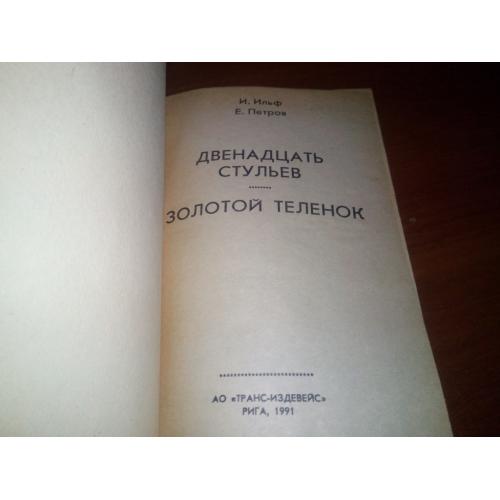 И. Ильф
Е. Петров
ДВЕНАДЦАТЬ
СТУЛЬЕВ
ЗОЛОТОЙ ТЕЛЕНОК
АО «ТРАНС-ИЗДЕВЕЙС»
РИГА, 1991